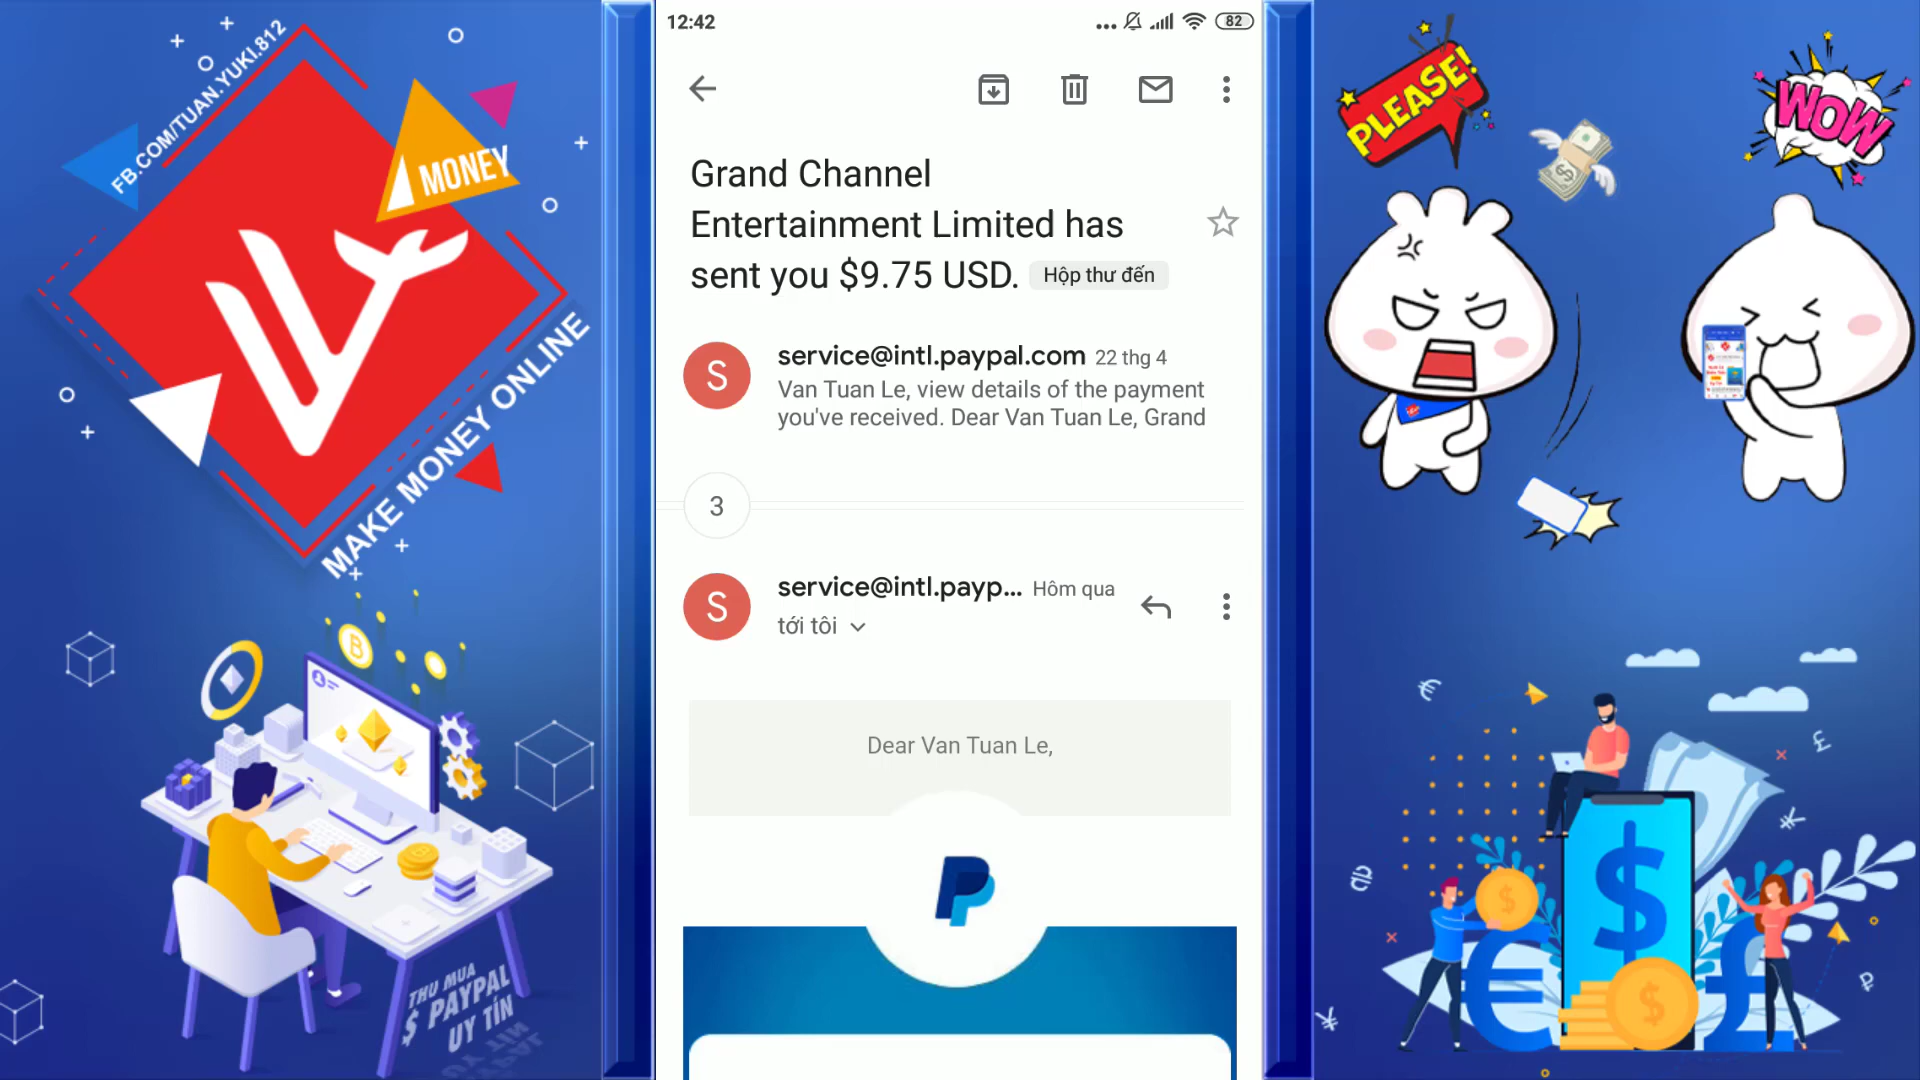 FB.COM/TUAN.YUKI.812
MONEY
MAKE MONEY ONLINE
THU MUA
$ PAYPAL
UY TÍN
12:42
82
Grand Channel
Entertainment Limited has
sent you $9.75 USD. Hộp thư đến
S
service@intl.paypal.com 22 thg 4
Van Tuan Le, view details of the payment
you've received. Dear Van Tuan Le, Grand
3
S
service@intl.payp... Hôm qua
tới tôi
Dear Van Tuan Le,
PLEASE!
WOW